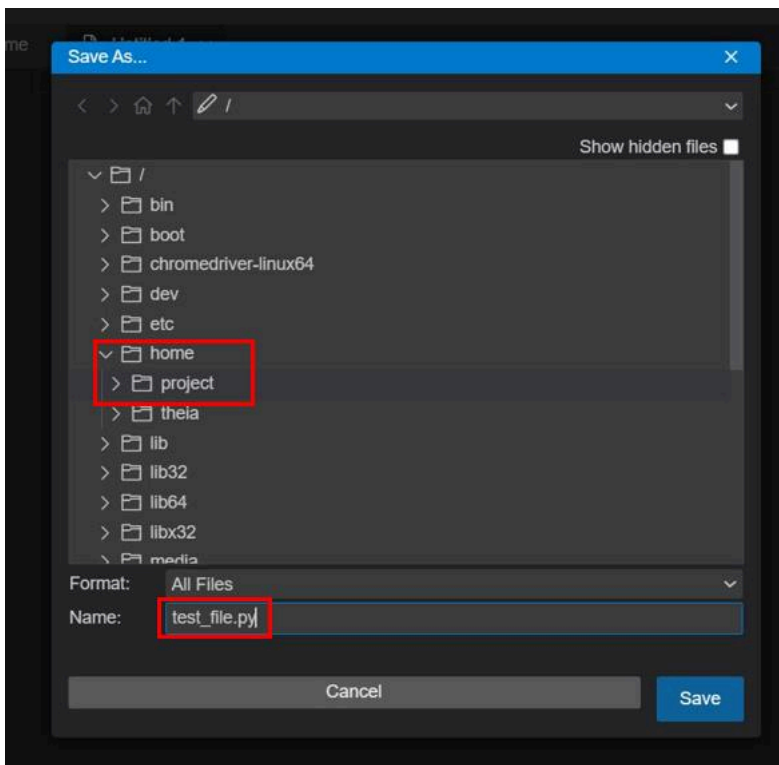 me
Save As...
/
Show hidden files
/
bin
boot
chromedriver-linux64
dev
etc
home
project
theia
lib
lib32
lib64
libx32
media
Format: All Files
Name: test_file.py
Cancel
Save